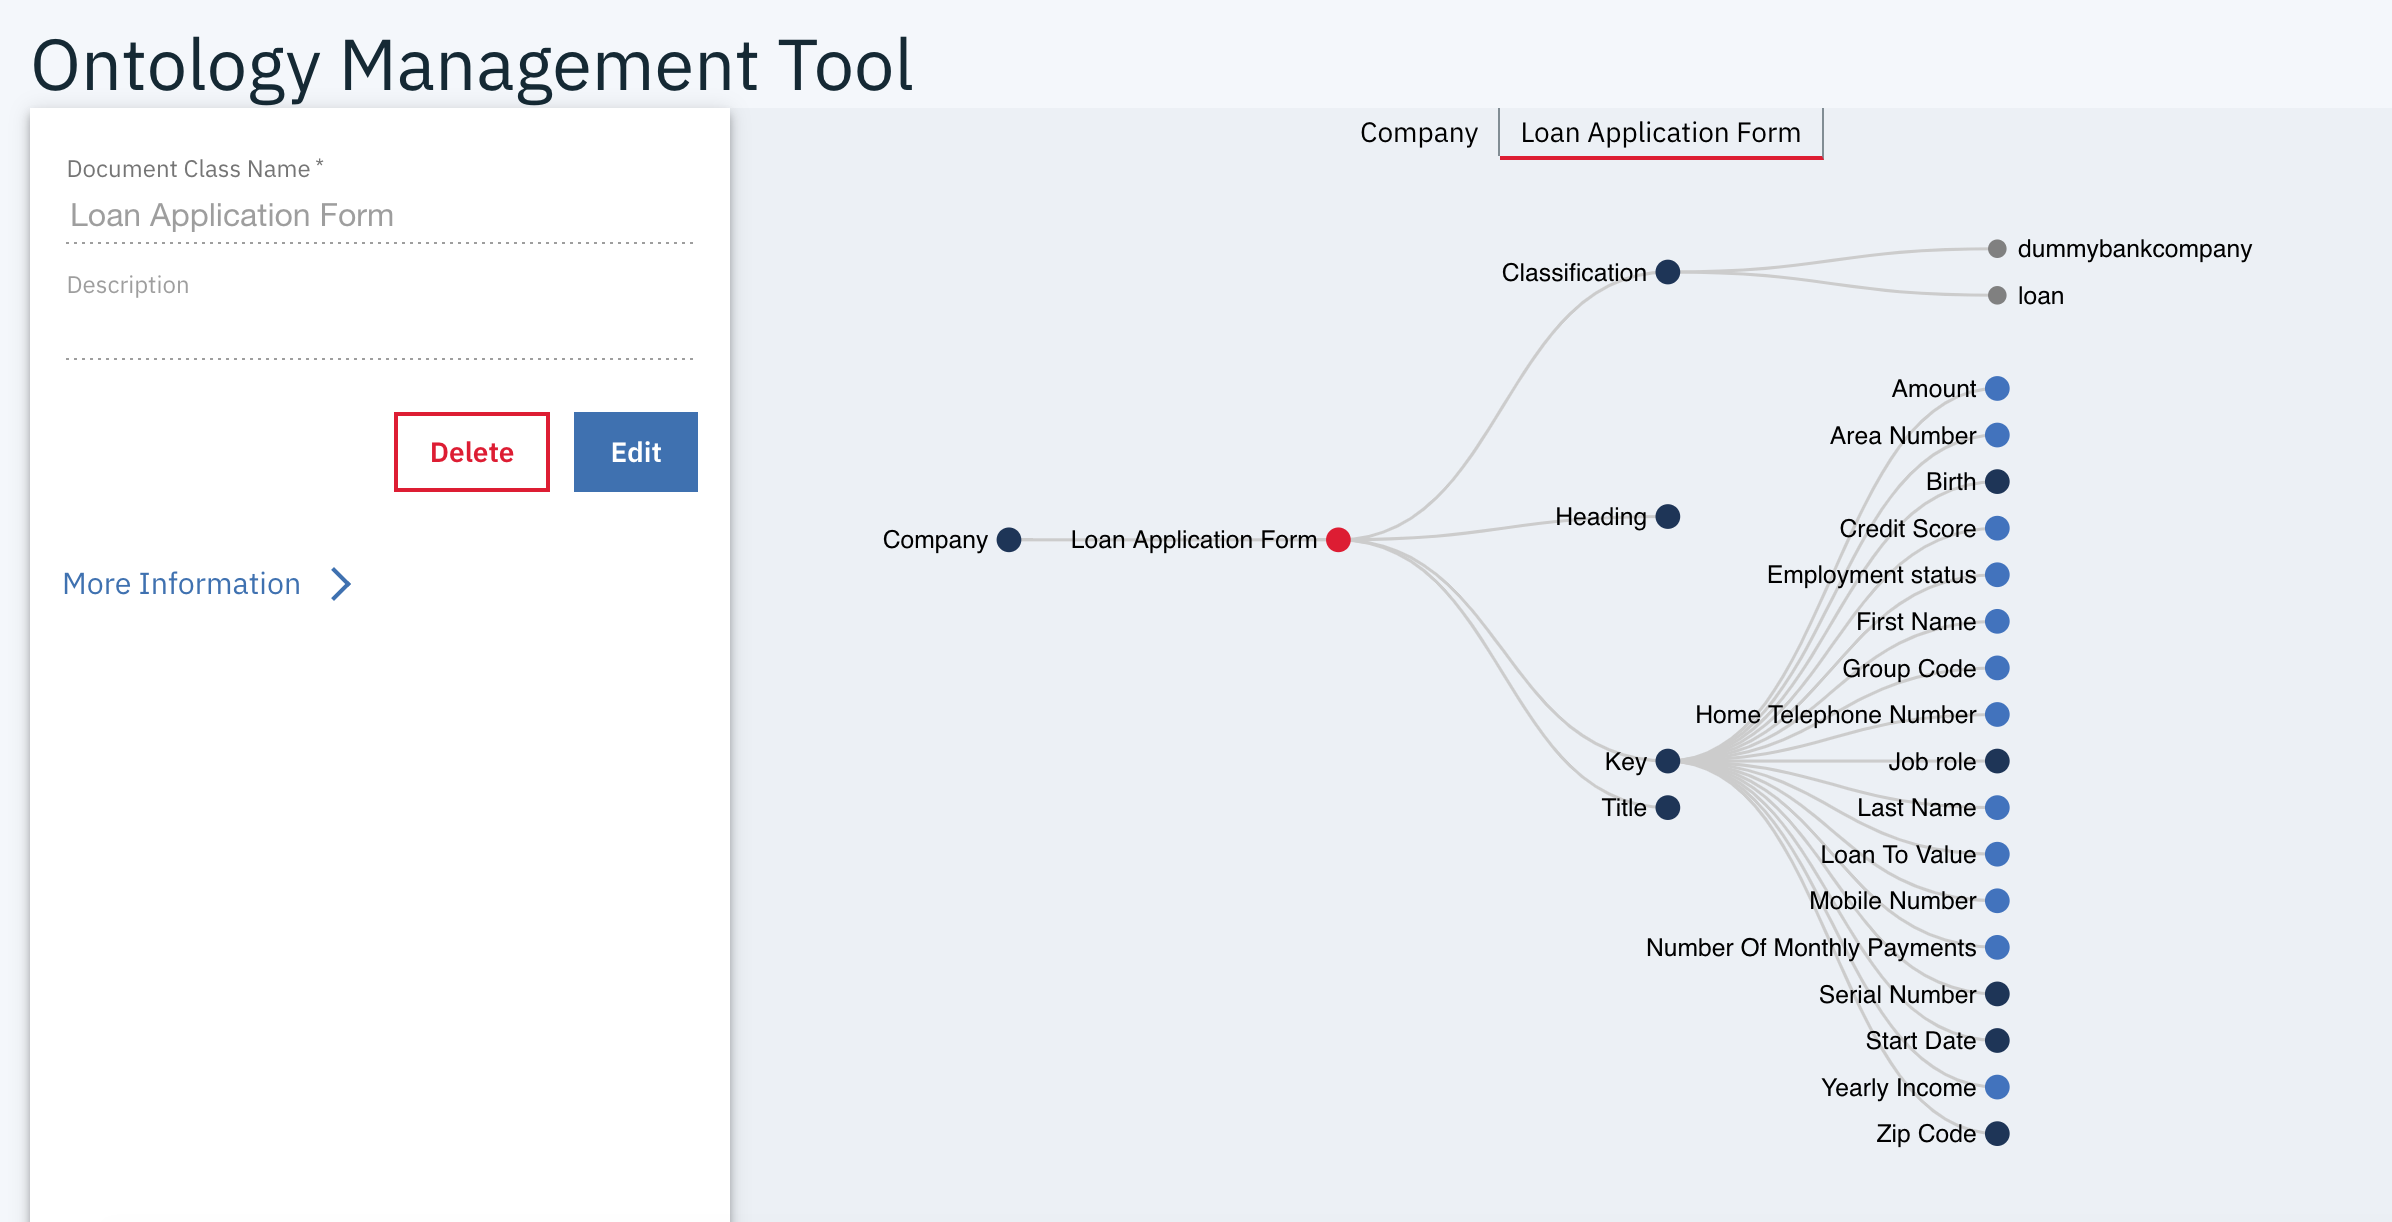 Ontology Management Tool
Document Class Name *
Loan Application Form
Description
Delete
Edit
More Information
Company
Loan Application Form
Classification
dummybankcompany
loan
Company
Loan Application Form
Heading
Key
Title
Amount
Area Number
Birth
Credit Score
Employment status
First Name
Group Code
Home Telephone Number
Job role
Last Name
Loan To Value
Mobile Number
Number Of Monthly Payments
Serial Number
Start Date
Yearly Income
Zip Code